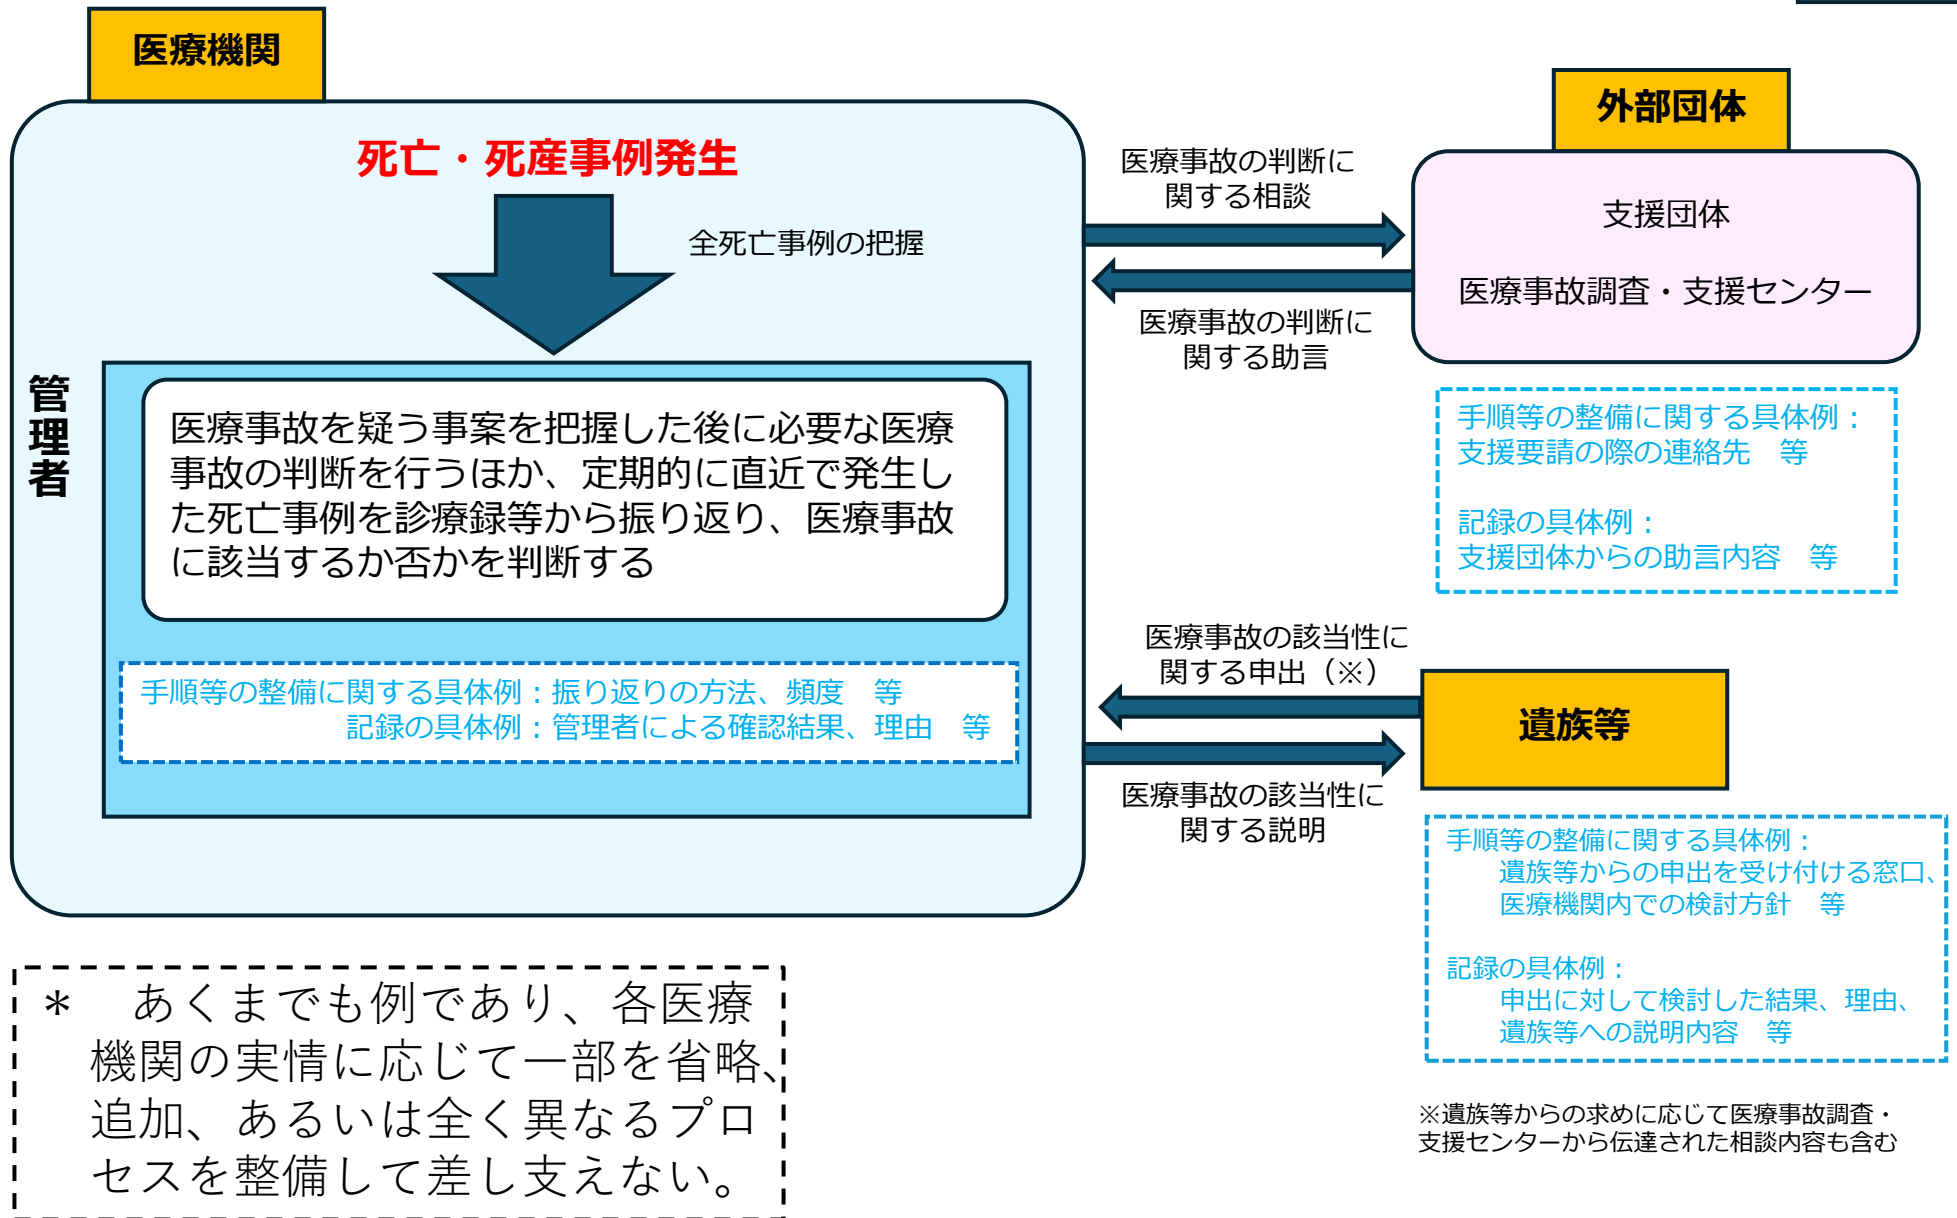 医療機関
死亡・死産事例発生
全死亡事例の把握
管理者
医療事故を疑う事案を把握した後に必要な医療
事故の判断を行うほか、定期的に直近で発生し
た死亡事例を診療録等から振り返り、医療事故
に該当するか否かを判断する
手順等の整備に関する具体例：振り返りの方法、頻度　等
記録の具体例：管理者による確認結果、理由　等
医療事故の判断に
関する相談
医療事故の判断に
関する助言
外部団体
支援団体
医療事故調査・支援センター
手順等の整備に関する具体例：
支援要請の際の連絡先　等
記録の具体例：
支援団体からの助言内容　等
医療事故の該当性に
関する申出（※）
医療事故の該当性に
関する説明
遺族等
手順等の整備に関する具体例：
遺族等からの申出を受け付ける窓口、
医療機関内での検討方針　等
記録の具体例：
申出に対して検討した結果、理由、
遺族等への説明内容　等
※遺族等からの求めに応じて医療事故調査・
支援センターから伝達された相談内容も含む
＊　あくまでも例であり、各医療
機関の実情に応じて一部を省略、
追加、あるいは全く異なるプロ
セスを整備して差し支えない。